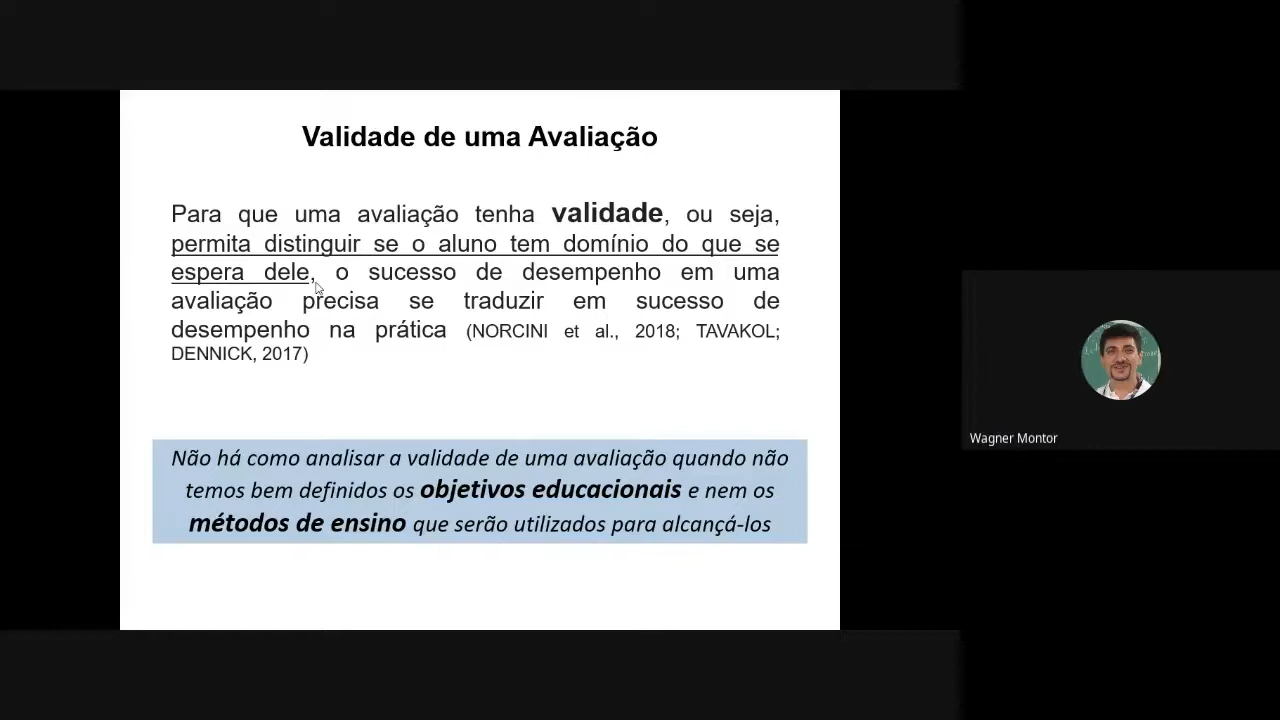 Validade de uma Avaliação
Para que uma avaliação tenha validade, ou seja,
permita distinguir se o aluno tem domínio do que se
espera dele, o sucesso de desempenho em uma
avaliação precisa se traduzir em sucesso de
desempenho na prática (NORCINI et al., 2018; TAVAKOL;
DENNICK, 2017)
Não há como analisar a validade de uma avaliação quando não
temos bem definidos os objetivos educacionais e nem os
métodos de ensino que serão utilizados para alcançá-los
Wagner Montor